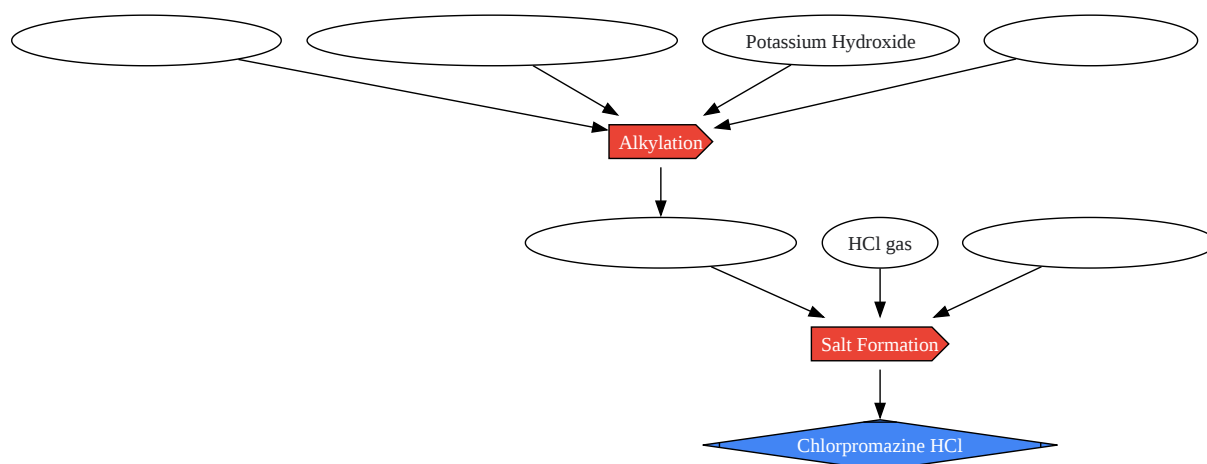 Potassium Hydroxide
Alkylation
HCl gas
Salt Formation
Chlorpromazine HCl